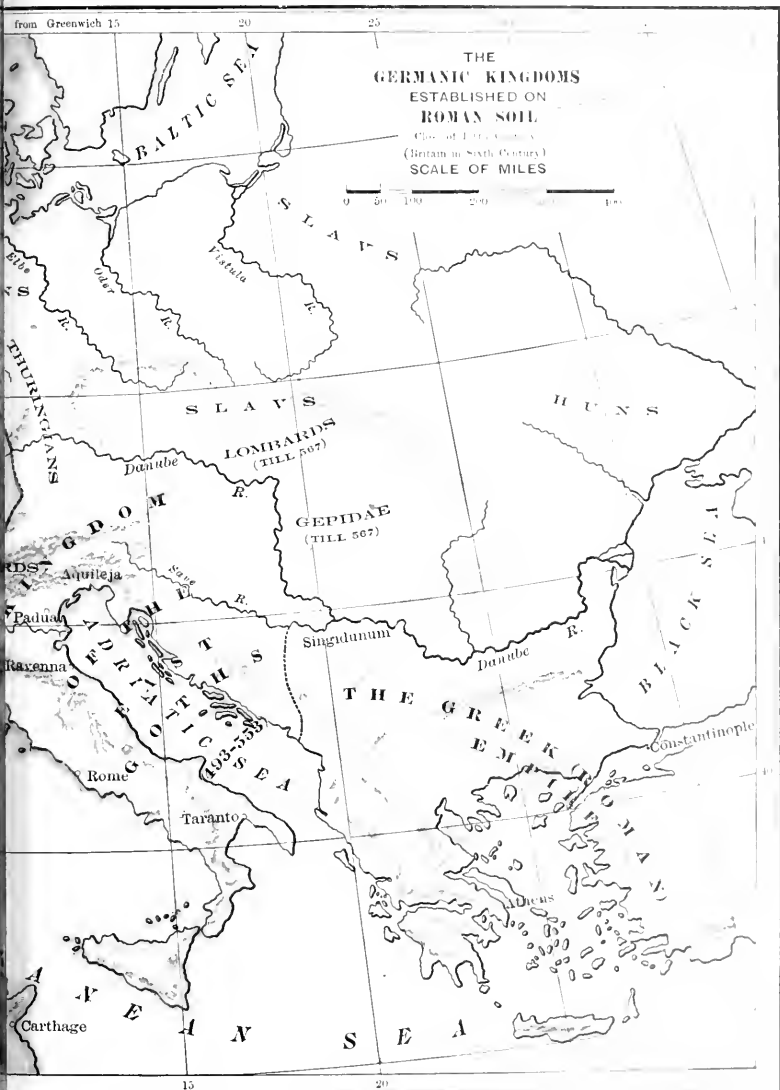 from Greenwich 15
20
25
THE
GERMANIC KINGDOMS
ESTABLISHED ON
ROMAN SOIL
(Britain in Sixth Century)
SCALE OF MILES
0 50 100 200 400
BALTIC SEA
SLAVS
Elbe
R.
Oder
R.
Vistula
R.
THURINGIANS
SLAVS
HUNS
LOMBARDS
(TILL 567)
Danube
R.
GEPIDAE
(TILL 567)
Aquileja
Save
R.
Padua
Ravenna
ADRIATIC SEA
493-553
Singidunum
Danube
R.
BLACK SEA
THE GREEK (ROMAN)
EMPIRE
Constantinople
Rome
Taranto
Athens
Carthage
ANEAN SEA
15
20